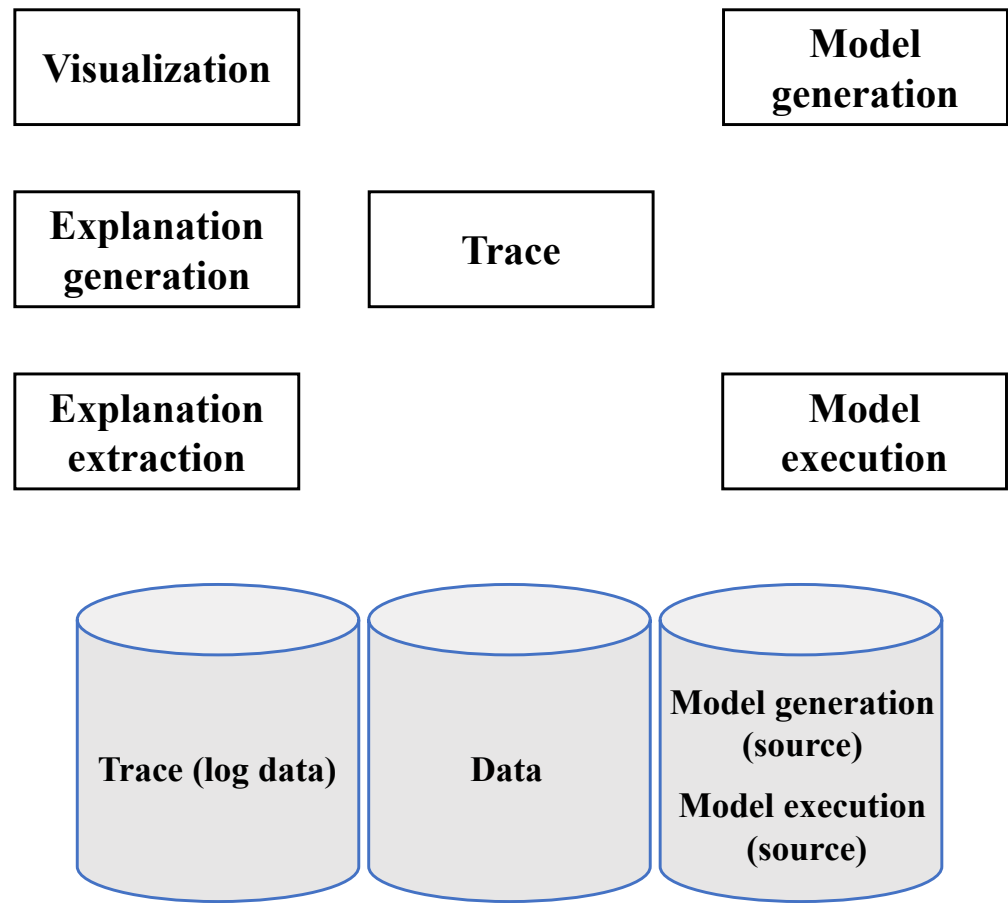 Visualization
Model
generation
Explanation
generation
Trace
Explanation
extraction
Model
execution
Trace (log data)
Data
Model generation
(source)
Model execution
(source)